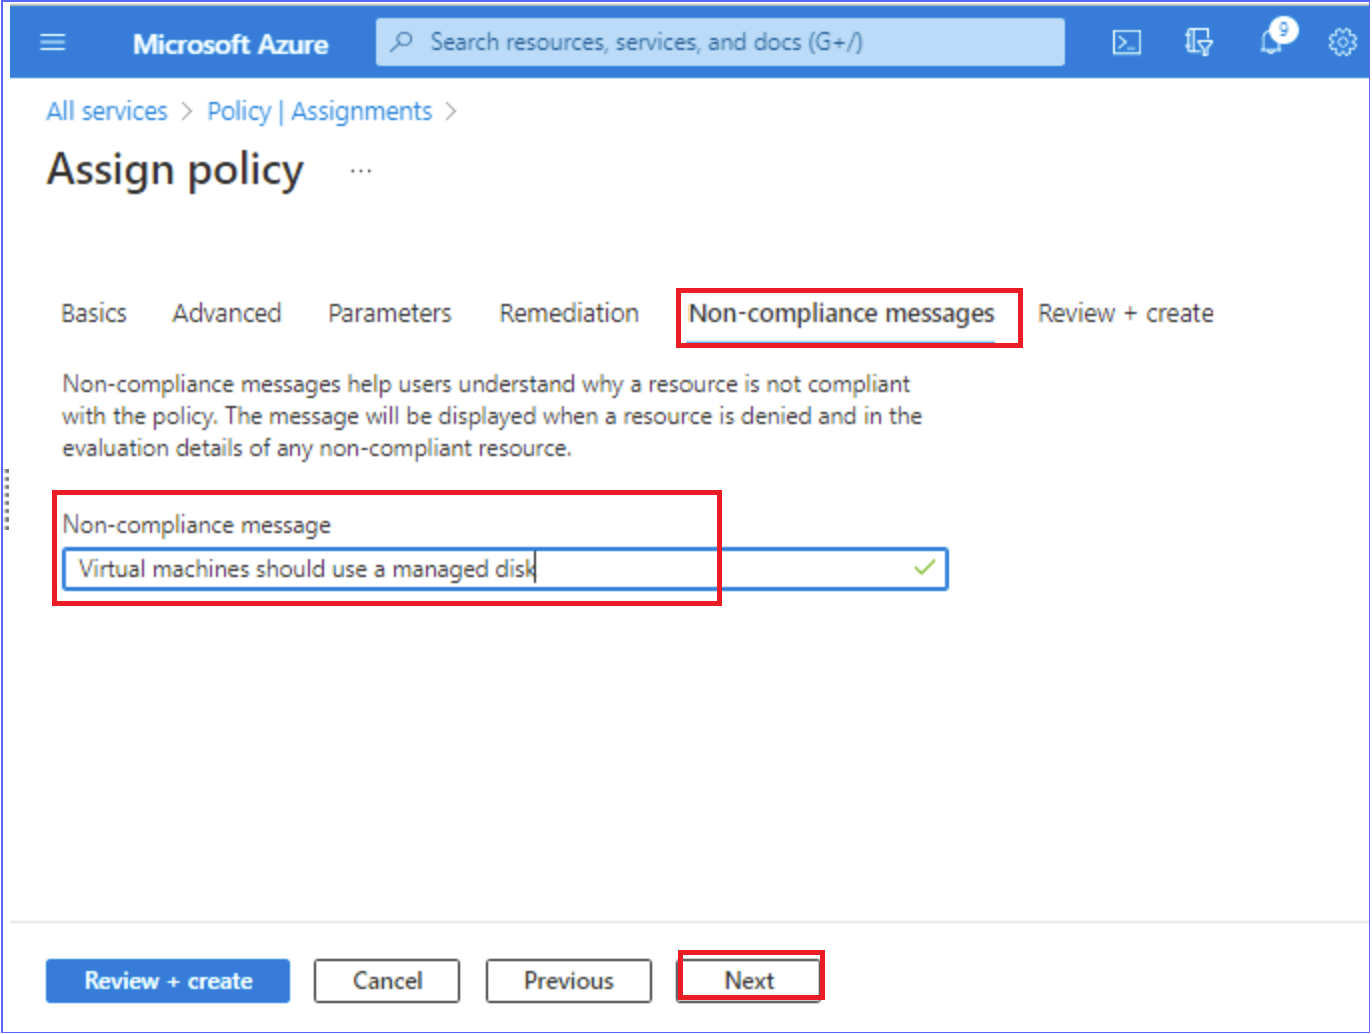 Microsoft Azure
Search resources, services, and docs (G+/)
9
All services > Policy | Assignments >
Assign policy ...
Basics Advanced Parameters Remediation Non-compliance messages Review + create
Non-compliance messages help users understand why a resource is not compliant
with the policy. The message will be displayed when a resource is denied and in the
evaluation details of any non-compliant resource.
Non-compliance message
Virtual machines should use a managed disk
Review + create Cancel Previous Next